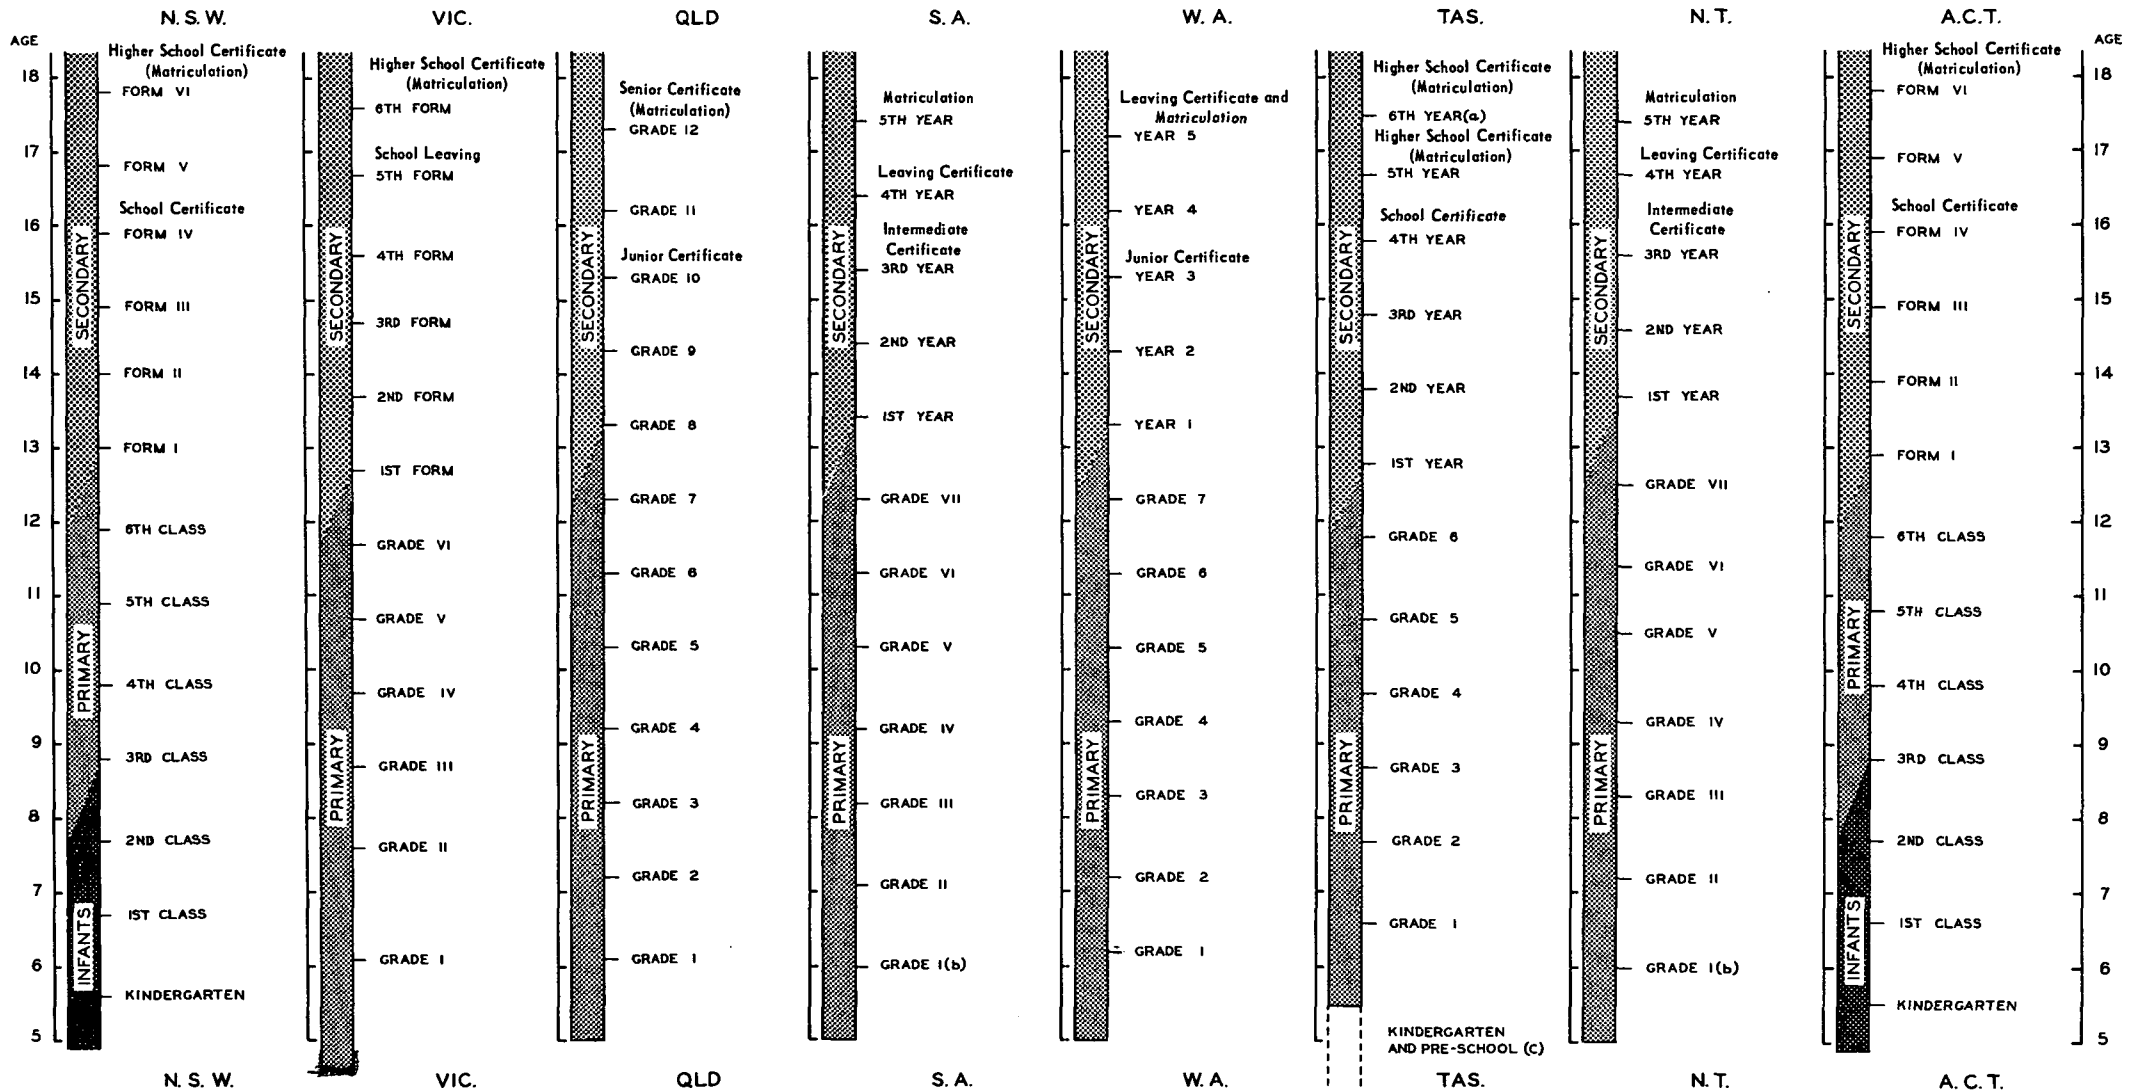 N. S. W.
VIC.
QLD
S. A.
W. A.
TAS.
N. T.
A.C.T.
AGE
18
17
16
15
14
13
12
11
10
9
8
7
6
5
Higher School Certificate
(Matriculation)
FORM VI
FORM V
School Certificate
FORM IV
FORM III
FORM II
FORM I
6TH CLASS
5TH CLASS
4TH CLASS
3RD CLASS
2ND CLASS
1ST CLASS
KINDERGARTEN
SECONDARY
PRIMARY
INFANTS
Higher School Certificate
(Matriculation)
6TH FORM
School Leaving
5TH FORM
4TH FORM
3RD FORM
2ND FORM
1ST FORM
GRADE VI
GRADE V
GRADE IV
GRADE III
GRADE II
GRADE I
SECONDARY
PRIMARY
Senior Certificate
(Matriculation)
GRADE 12
GRADE 11
Junior Certificate
GRADE 10
GRADE 9
GRADE 8
GRADE 7
GRADE 6
GRADE 5
GRADE 4
GRADE 3
GRADE 2
GRADE 1
SECONDARY
PRIMARY
Matriculation
5TH YEAR
Leaving Certificate
4TH YEAR
Intermediate
Certificate
3RD YEAR
2ND YEAR
1ST YEAR
GRADE VII
GRADE VI
GRADE V
GRADE IV
GRADE III
GRADE II
GRADE I(b)
SECONDARY
PRIMARY
Leaving Certificate and
Matriculation
YEAR 5
YEAR 4
Junior Certificate
YEAR 3
YEAR 2
YEAR 1
GRADE 7
GRADE 6
GRADE 5
GRADE 4
GRADE 3
GRADE 2
GRADE 1
SECONDARY
PRIMARY
Higher School Certificate
(Matriculation)
6TH YEAR(a)
Higher School Certificate
(Matriculation)
5TH YEAR
School Certificate
4TH YEAR
3RD YEAR
2ND YEAR
1ST YEAR
GRADE 6
GRADE 5
GRADE 4
GRADE 3
GRADE 2
GRADE 1
KINDERGARTEN
AND PRE-SCHOOL (C)
SECONDARY
PRIMARY
Matriculation
5TH YEAR
Leaving Certificate
4TH YEAR
Intermediate
Certificate
3RD YEAR
2ND YEAR
1ST YEAR
GRADE VII
GRADE VI
GRADE V
GRADE IV
GRADE III
GRADE II
GRADE I(b)
SECONDARY
PRIMARY
Higher School Certificate
(Matriculation)
FORM VI
FORM V
School Certificate
FORM IV
FORM III
FORM II
FORM I
6TH CLASS
5TH CLASS
4TH CLASS
3RD CLASS
2ND CLASS
1ST CLASS
KINDERGARTEN
SECONDARY
PRIMARY
INFANTS
AGE
18
17
16
15
14
13
12
11
10
9
8
7
6
5
N. S. W.
VIC.
QLD
S. A.
W. A.
TAS.
N. T.
A. C. T.